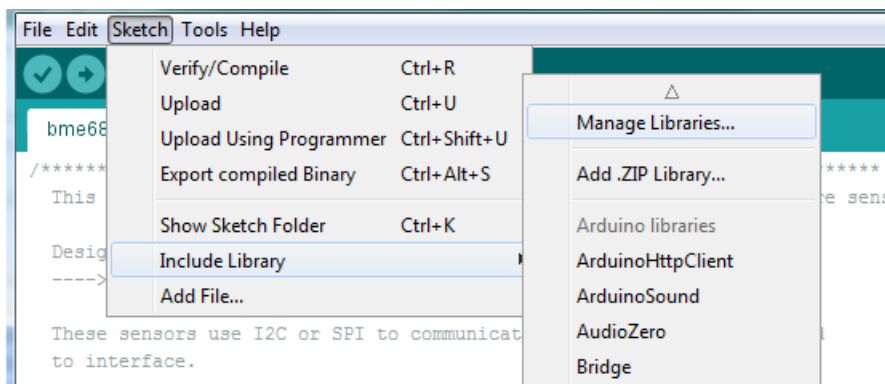 File Edit Sketch Tools Help
Verify/Compile Ctrl+R
Upload Ctrl+U
Upload Using Programmer Ctrl+Shift+U
Export compiled Binary Ctrl+Alt+S
Show Sketch Folder Ctrl+K
Include Library
Add File...
Manage Libraries...
Add .ZIP Library...
Arduino libraries
ArduinoHttpClient
ArduinoSound
AudioZero
Bridge
bme68
/****** *****
This
Desig
---->
These sensors use I2C or SPI to communicat
to interface.